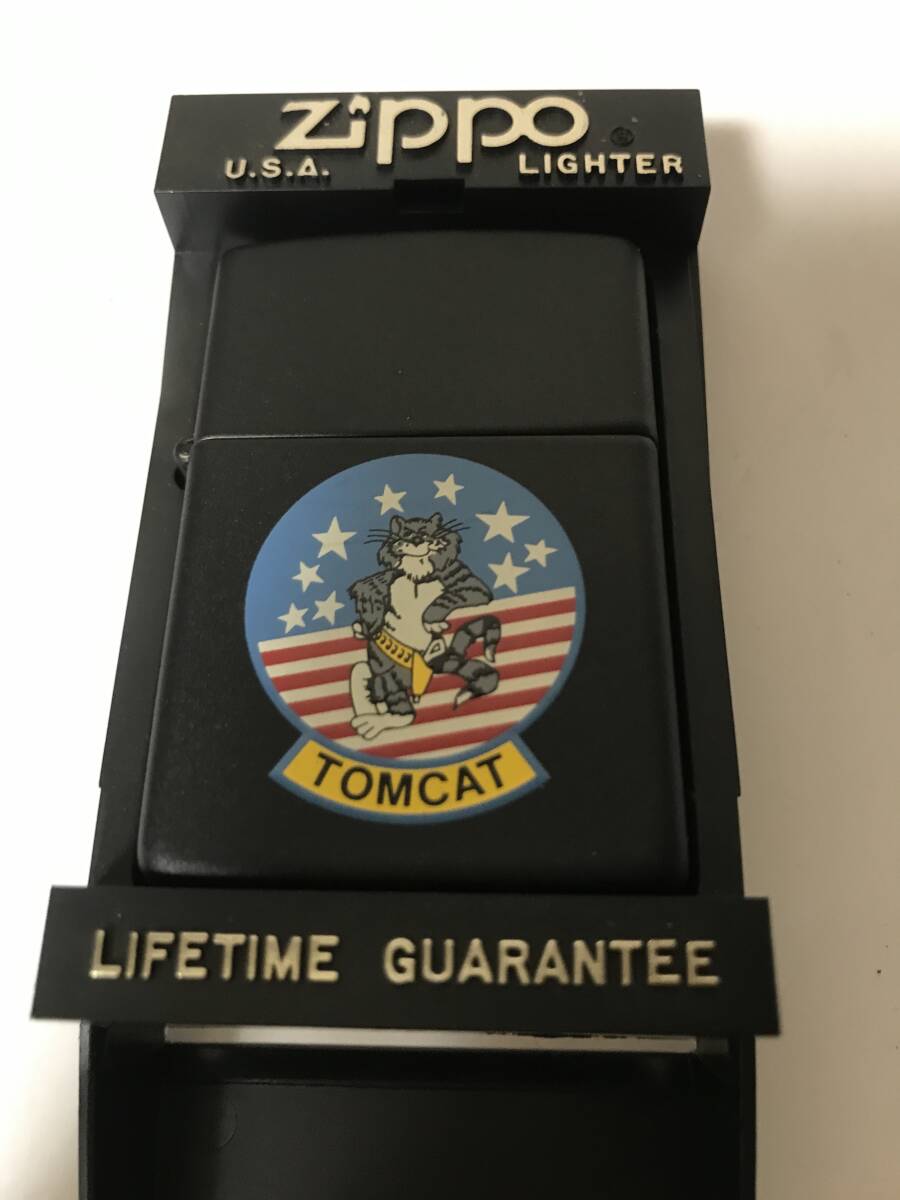 Zippo ®
U.S.A. LIGHTER
TOMCAT
LIFETIME GUARANTEE